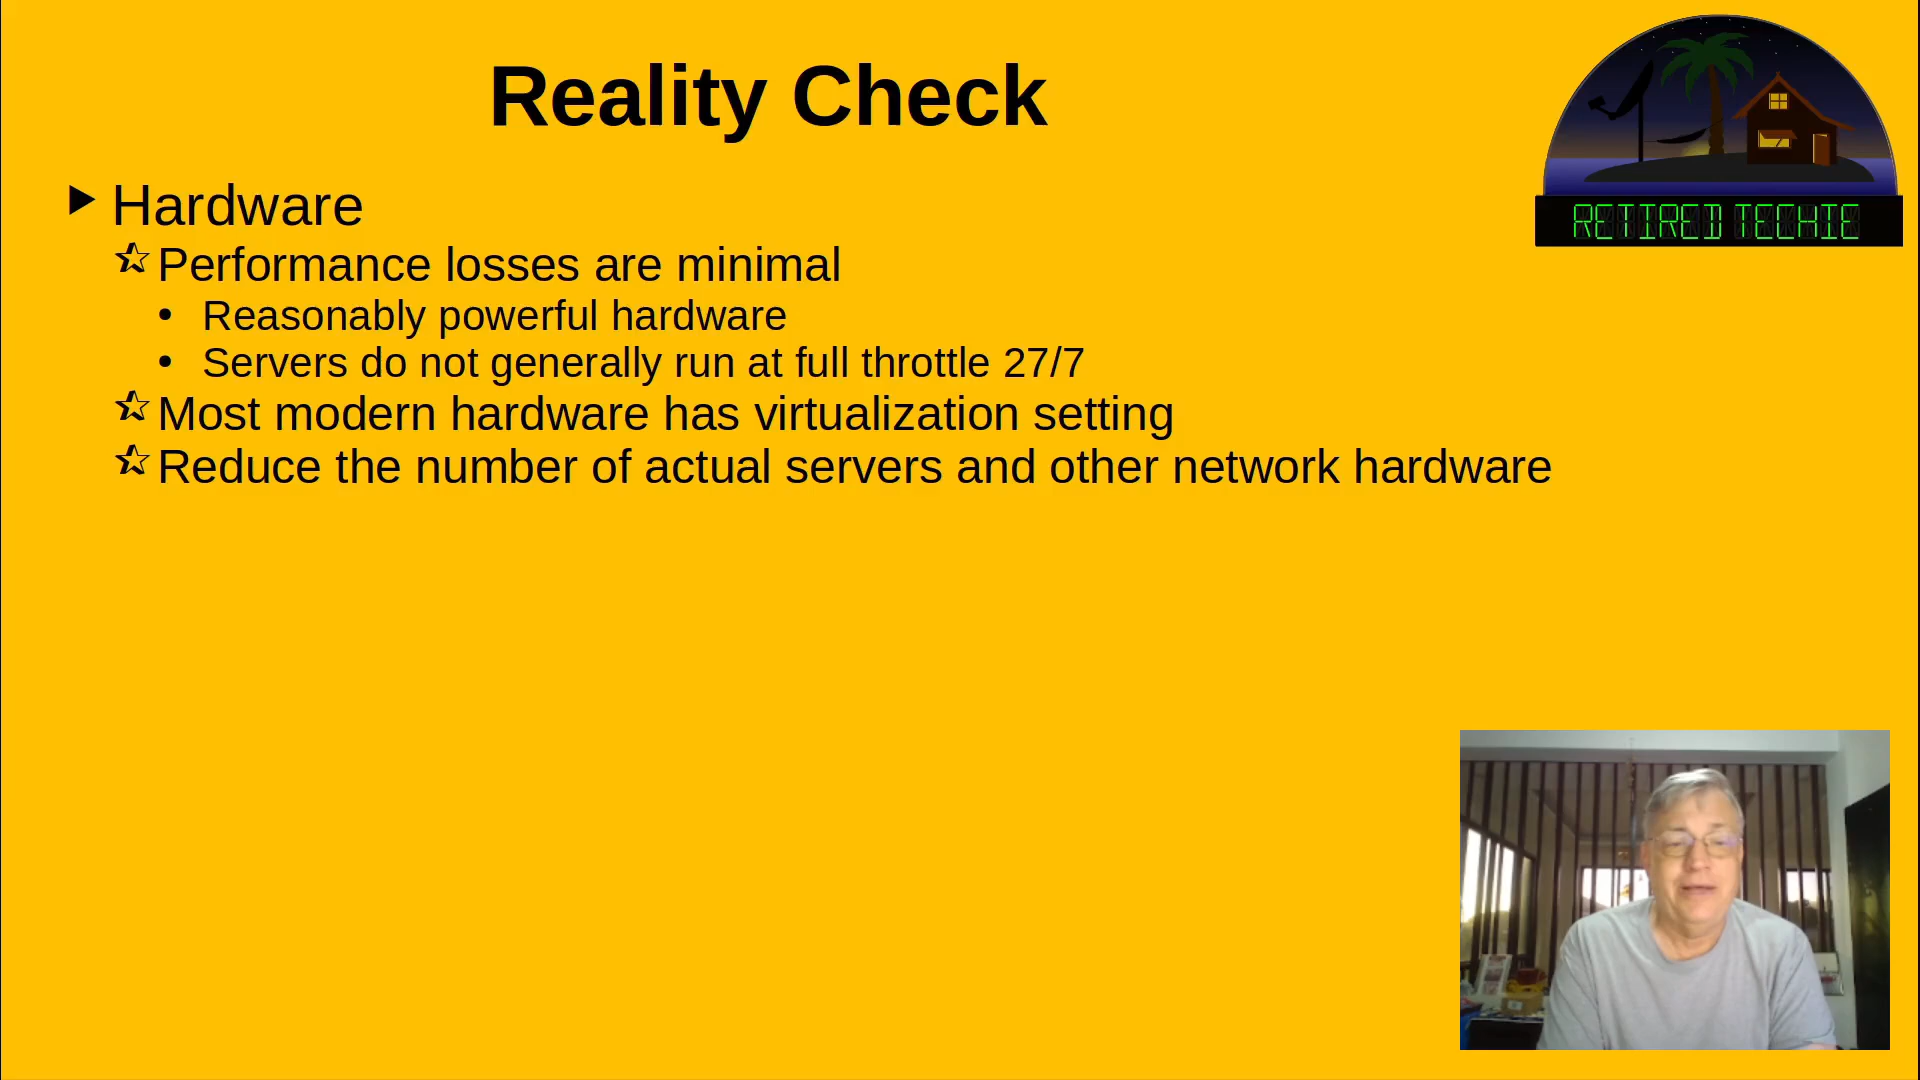 Reality Check
RETIRED TECHIE
Hardware
Performance losses are minimal
Reasonably powerful hardware
Servers do not generally run at full throttle 27/7
Most modern hardware has virtualization setting
Reduce the number of actual servers and other network hardware